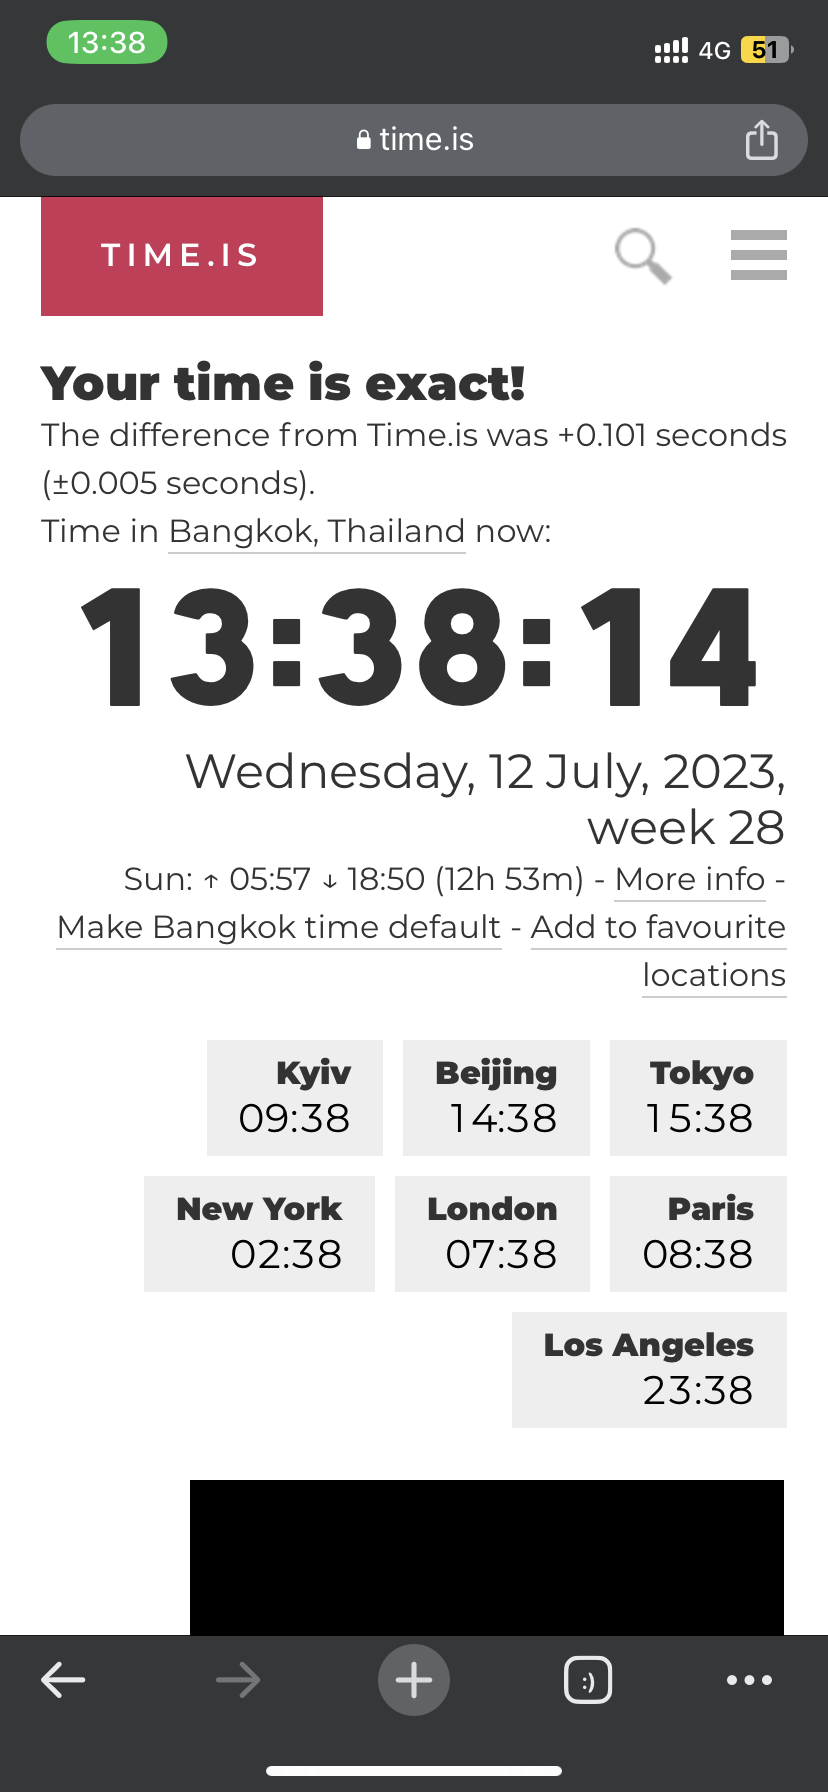 13:38
4G 51
time.is
TIME.IS
Your time is exact!
The difference from Time.is was +0.101 seconds
(±0.005 seconds).
Time in Bangkok, Thailand now:
13:38:14
Wednesday, 12 July, 2023,
week 28
Sun: ↑ 05:57 ↓ 18:50 (12h 53m) - More info -
Make Bangkok time default - Add to favourite
locations
Kyiv Beijing Tokyo
09:38 14:38 15:38
New York London Paris
02:38 07:38 08:38
Los Angeles
23:38
:)